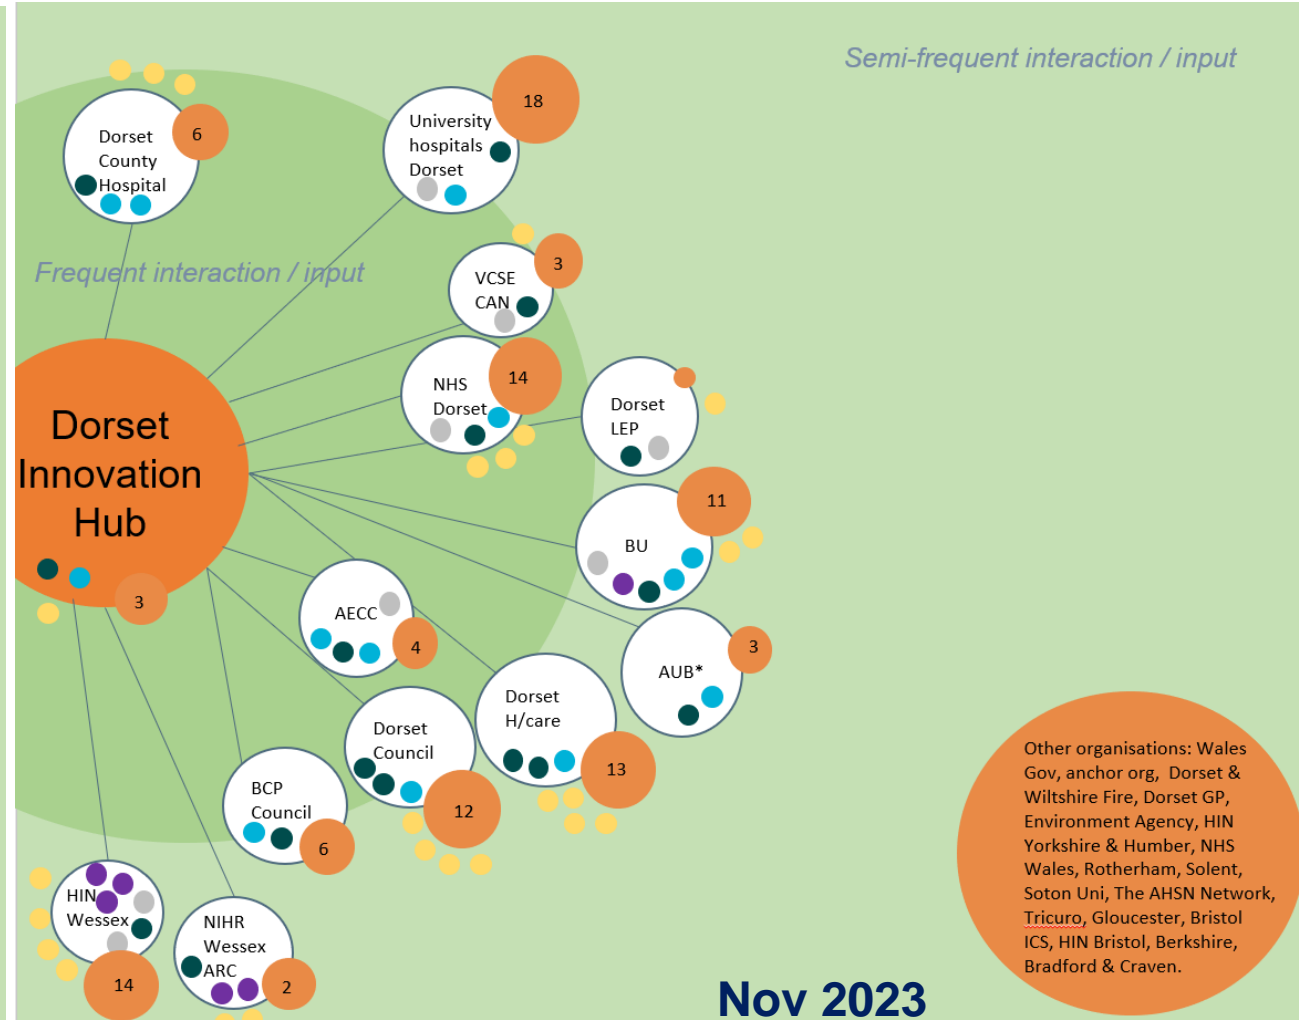 Semi-frequent interaction / input
18
University
hospitals
Dorset
6
Dorset
County
Hospital
Frequent interaction / input
3
VCSE
CAN
14
NHS
Dorset
Dorset
LEP
Dorset
Innovation
Hub
3
11
BU
AECC
4
3
AUB*
Dorset
H/care
13
Dorset
Council
12
BCP
Council
6
HIN
Wessex
14
NIHR
Wessex
ARC
2
Other organisations: Wales
Gov, anchor org, Dorset &
Wiltshire Fire, Dorset GP,
Environment Agency, HIN
Yorkshire & Humber, NHS
Wales, Rotherham, Solent,
Soton Uni, The AHSN Network,
Tricuro, Gloucester, Bristol
ICS, HIN Bristol, Berkshire,
Bradford & Craven.
Nov 2023